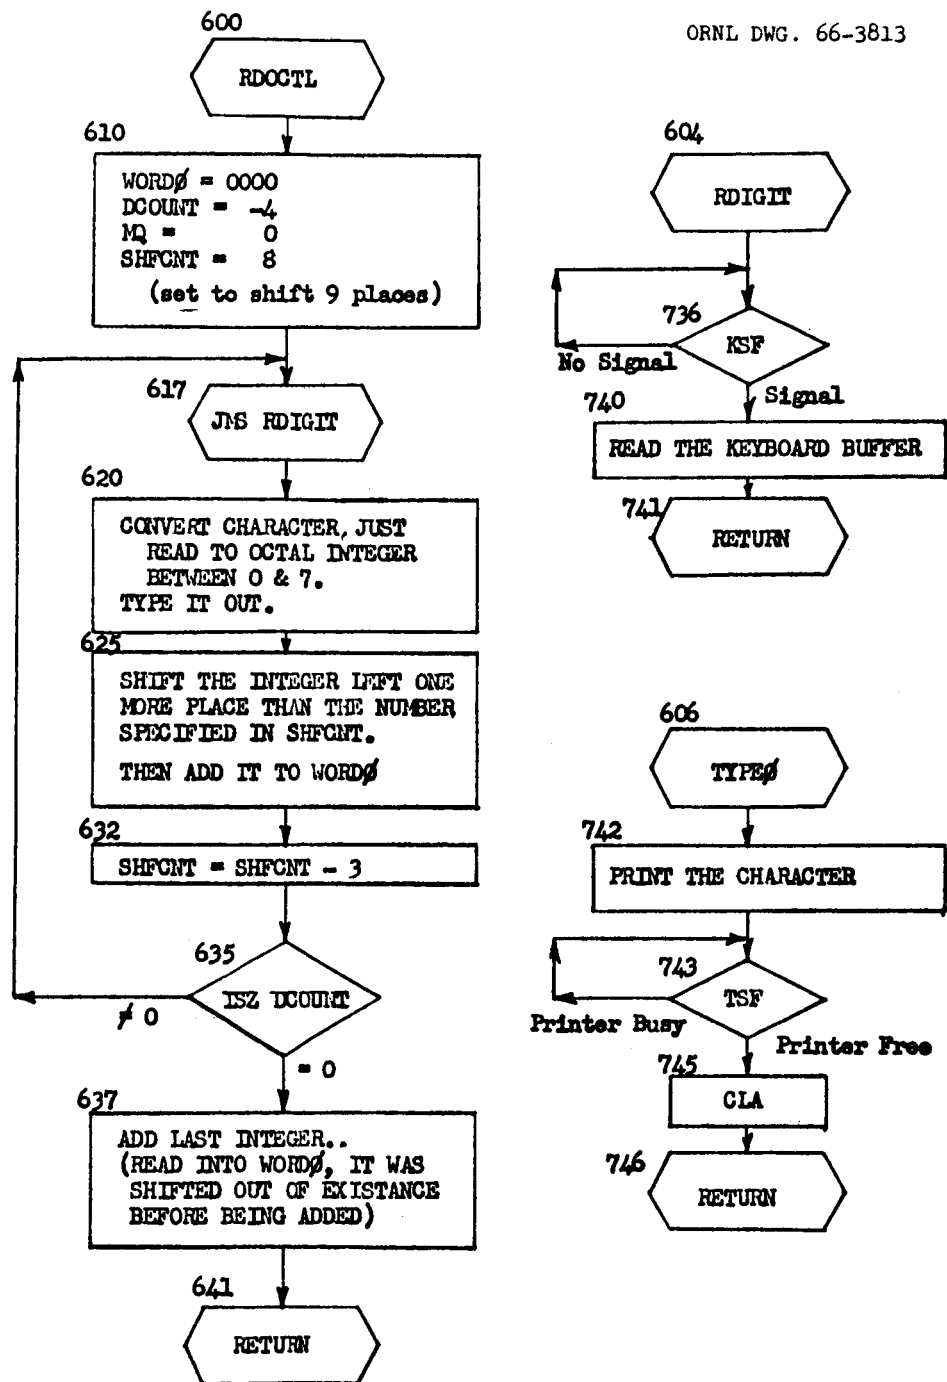 ORNL DWG. 66-3813
600
RDOCTL
610
WORDØ = 0000
DCOUNT = -4
MQ = 0
SHFCNT = 8
(set to shift 9 places)
617
JMS RDIGIT
620
CONVERT CHARACTER, JUST
READ TO OCTAL INTEGER
BETWEEN 0 & 7.
TYPE IT OUT.
625
SHIFT THE INTEGER LEFT ONE
MORE PLACE THAN THE NUMBER
SPECIFIED IN SHFCNT.
THEN ADD IT TO WORDØ
632
SHFCNT = SHFCNT - 3
635
ISZ DCOUNT
≠ 0
= 0
637
ADD LAST INTEGER..
(READ INTO WORDØ, IT WAS
SHIFTED OUT OF EXISTANCE
BEFORE BEING ADDED)
641
RETURN
604
RDIGIT
736
KSF
No Signal
Signal
740
READ THE KEYBOARD BUFFER
741
RETURN
606
TYPEØ
742
PRINT THE CHARACTER
743
TSF
Printer Busy
Printer Free
745
CLA
746
RETURN